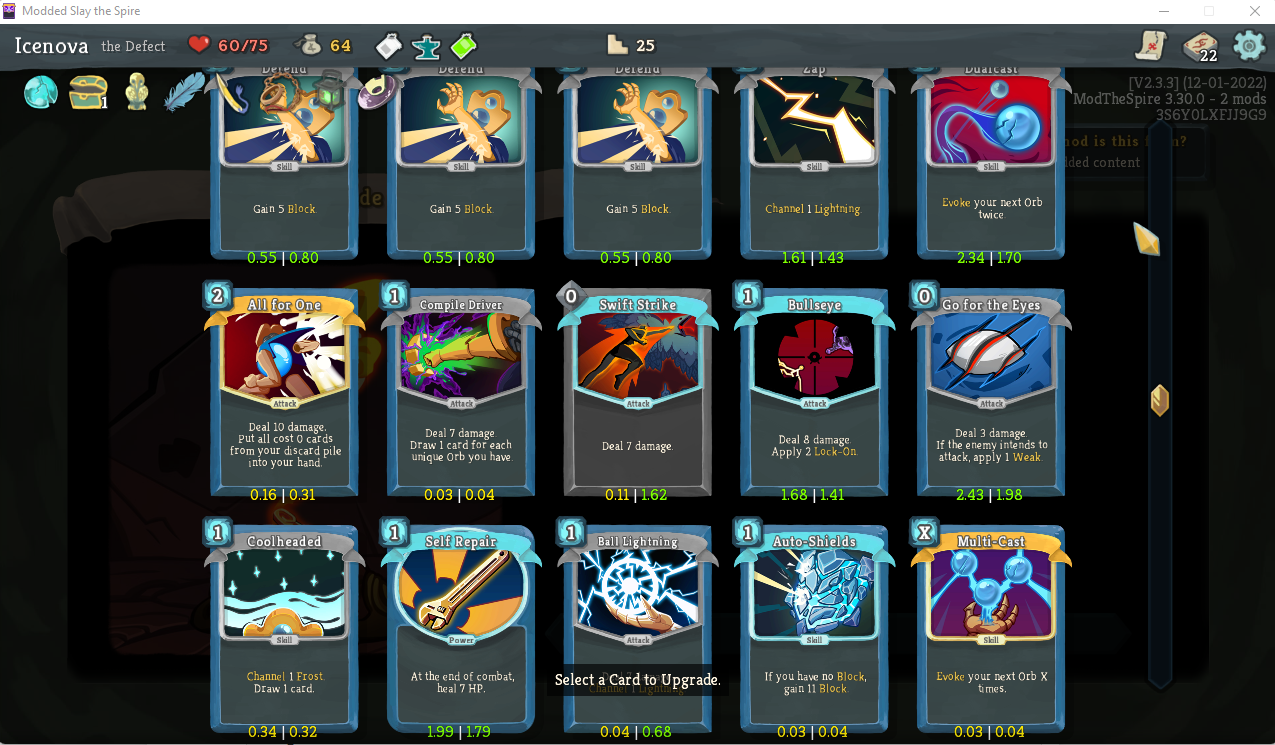 Modded Slay the Spire
Icenova the Defect 60/75 64 25 22
[V2.3.3] (12-01-2022)
ModTheSpire 3.30.0 - 2 mods
3S6Y0LXFJJ9G9
1
Defend Defend Defend Zap Dualcast
Skill Skill Skill Skill Skill
Gain 5 Block.
Gain 5 Block.
Gain 5 Block.
Channel 1 Lightning.
Evoke your next Orb
twice.
0.55 | 0.80 0.55 | 0.80 0.55 | 0.80 1.61 | 1.43 2.34 | 1.70
2 All for One
Attack
Deal 10 damage.
Put all cost 0 cards
from your discard pile
into your hand.
0.16 | 0.31
1 Compile Driver
Attack
Deal 7 damage.
Draw 1 card for each
unique Orb you have.
0.03 | 0.04
0 Swift Strike
Attack
Deal 7 damage.
0.11 | 1.62
1 Bullseye
Attack
Deal 8 damage.
Apply 2 Lock-On.
1.68 | 1.41
0 Go for the Eyes
Attack
Deal 3 damage.
If the enemy intends to
attack, apply 1 Weak.
2.43 | 1.98
1 Coolheaded
Skill
Channel 1 Frost.
Draw 1 card.
0.34 | 0.32
1 Self Repair
Power
At the end of combat,
heal 7 HP.
1.99 | 1.79
1 Ball Lightning
Attack
Select a Card to Upgrade.
Channel 1 Lightning.
0.04 | 0.68
1 Auto-Shields
Skill
If you have no Block,
gain 11 Block.
0.03 | 0.04
X Multi-Cast
Skill
Evoke your next Orb X
times.
0.03 | 0.04